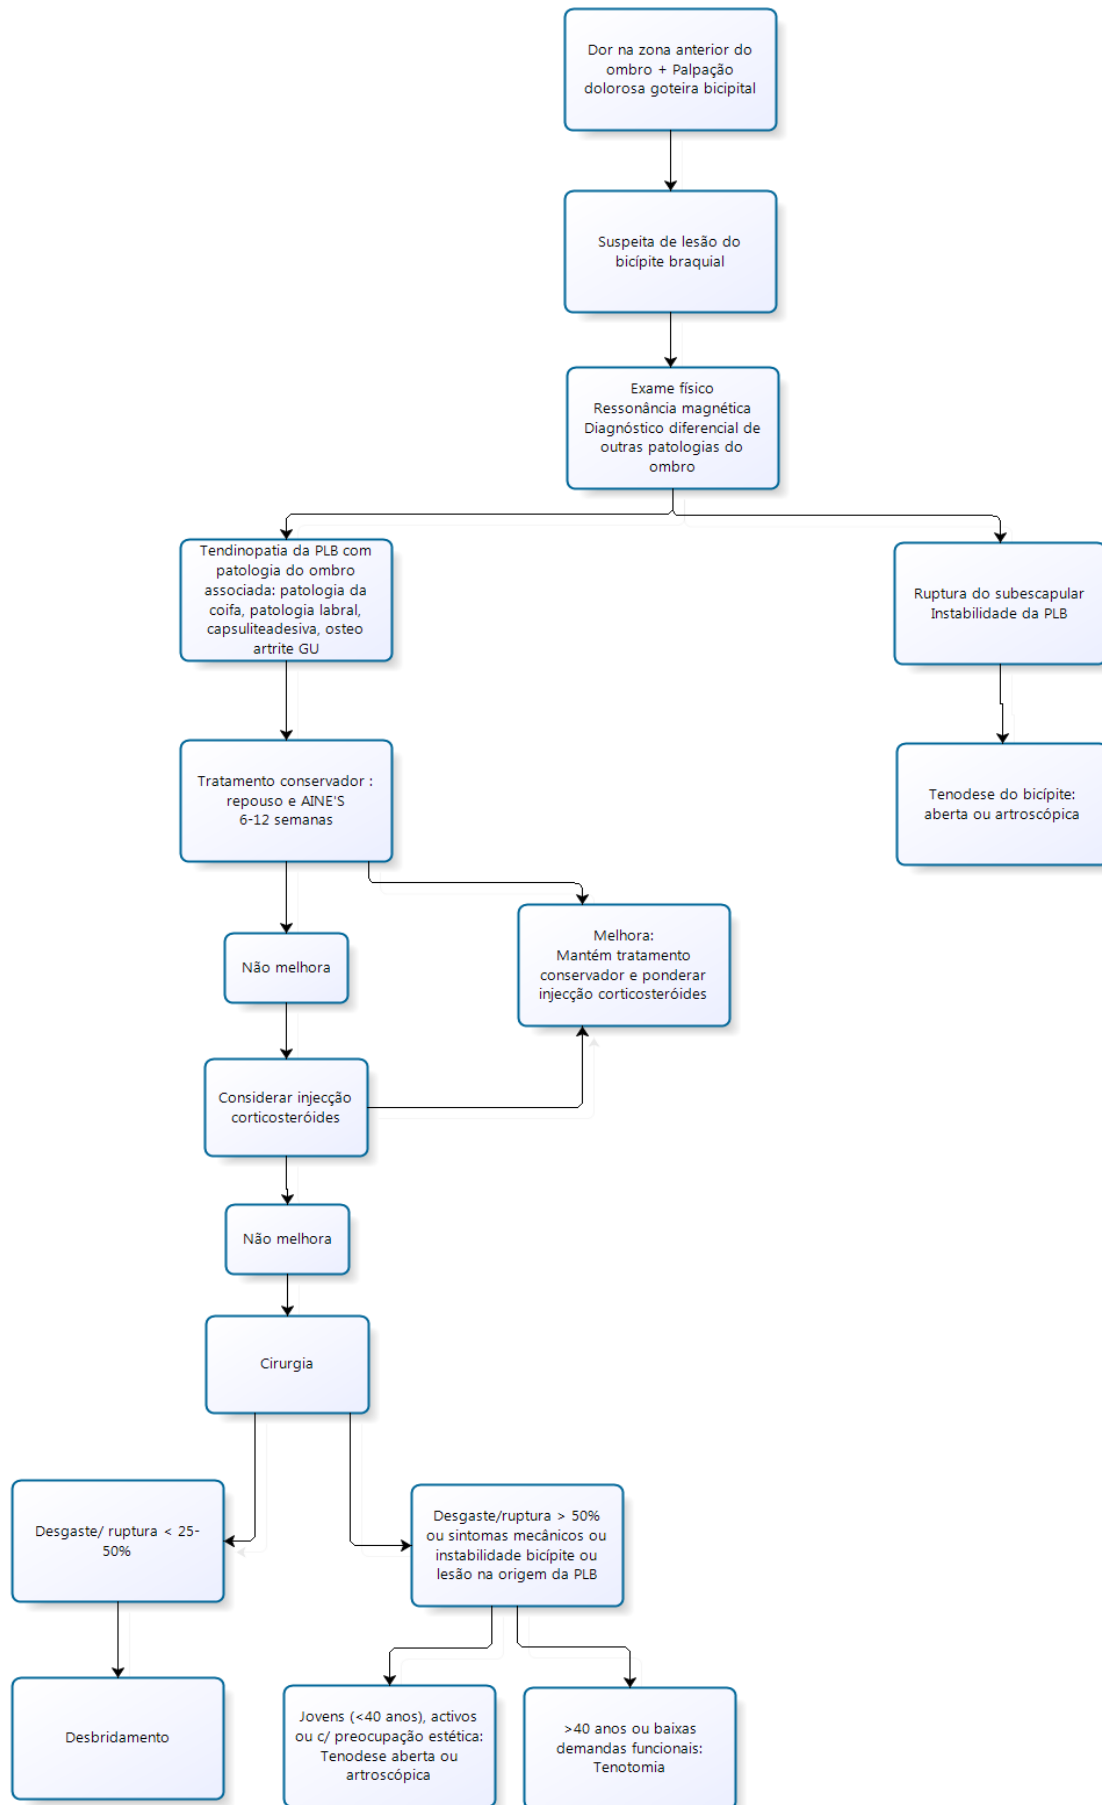 Dor na zona anterior do
ombro + Palpação
dolorosa goteira bicipital
Suspeita de lesão do
bicípite braquial
Exame físico
Ressonância magnética
Diagnóstico diferencial de
outras patologias do
ombro
Tendinopatia da PLB com
patologia do ombro
associada: patologia da
coifa, patologia labral,
capsuliteadesiva, osteo
artrite GU
Ruptura do subescapular
Instabilidade da PLB
Tratamento conservador :
repouso e AINE'S
6-12 semanas
Tenodese do bicípite:
aberta ou artroscópica
Não melhora
Melhora:
Mantém tratamento
conservador e ponderar
injecção corticosteróides
Considerar injecção
corticosteróides
Não melhora
Cirurgia
Desgaste/ ruptura < 25-
50%
Desgaste/ruptura > 50%
ou sintomas mecânicos ou
instabilidade bicípite ou
lesão na origem da PLB
Desbridamento
Jovens (<40 anos), activos
ou c/ preocupação estética:
Tenodese aberta ou
artroscópica
>40 anos ou baixas
demandas funcionais:
Tenotomia